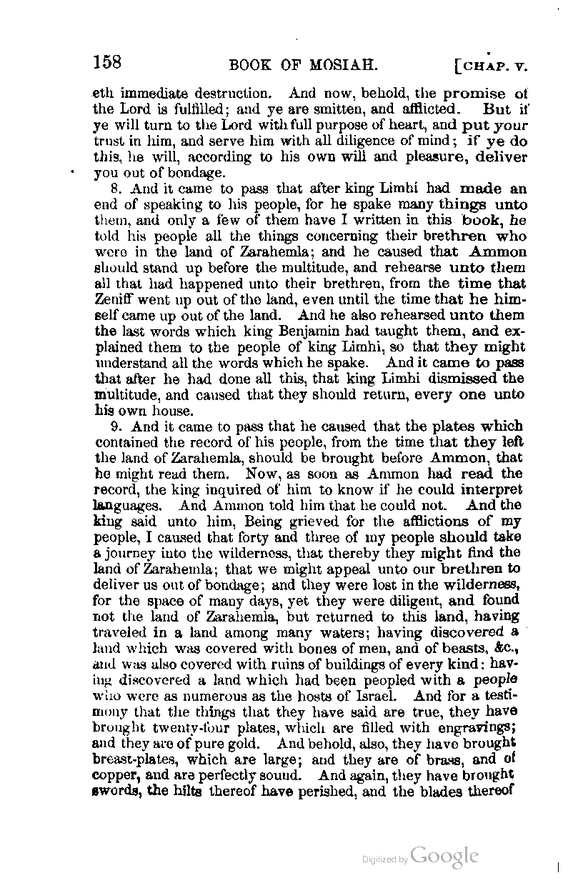 158 BOOK OF MOSIAH. [CHAP. V.
eth immediate destruction. And now, behold, the promise of
the Lord is fulfilled; and ye are smitten, and afflicted. But if
ye will turn to the Lord with full purpose of heart, and put your
trust in him, and serve him with all diligence of mind; if ye do
this, he will, according to his own will and pleasure, deliver
you out of bondage.
8. And it came to pass that after king Limhi had made an
end of speaking to his people, for he spake many things unto
them, and only a few of them have I written in this book, he
told his people all the things concerning their brethren who
were in the land of Zarahemla; and he caused that Ammon
should stand up before the multitude, and rehearse unto them
all that had happened unto their brethren, from the time that
Zeniff went up out of the land, even until the time that he him-
self came up out of the land. And he also rehearsed unto them
the last words which king Benjamin had taught them, and ex-
plained them to the people of king Limhi, so that they might
understand all the words which he spake. And it came to pass
that after he had done all this, that king Limhi dismissed the
multitude, and caused that they should return, every one unto
his own house.
9. And it came to pass that he caused that the plates which
contained the record of his people, from the time that they left
the land of Zarahemla, should be brought before Ammon, that
he might read them. Now, as soon as Ammon had read the
record, the king inquired of him to know if he could interpret
languages. And Ammon told him that he could not. And the
king said unto him, Being grieved for the afflictions of my
people, I caused that forty and three of my people should take
a journey into the wilderness, that thereby they might find the
land of Zarahemla; that we might appeal unto our brethren to
deliver us out of bondage; and they were lost in the wilderness,
for the space of many days, yet they were diligent, and found
not the land of Zarahemla, but returned to this land, having
traveled in a land among many waters; having discovered a
land which was covered with bones of men, and of beasts, &c.,
and was also covered with ruins of buildings of every kind: hav-
ing discovered a land which had been peopled with a people
who were as numerous as the hosts of Israel. And for a testi-
mony that the things that they have said are true, they have
brought twenty-four plates, which are filled with engravings;
and they are of pure gold. And behold, also, they have brought
breast-plates, which are large; and they are of brass, and of
copper, and are perfectly sound. And again, they have brought
swords, the hilts thereof have perished, and the blades thereof
Digitized by Google